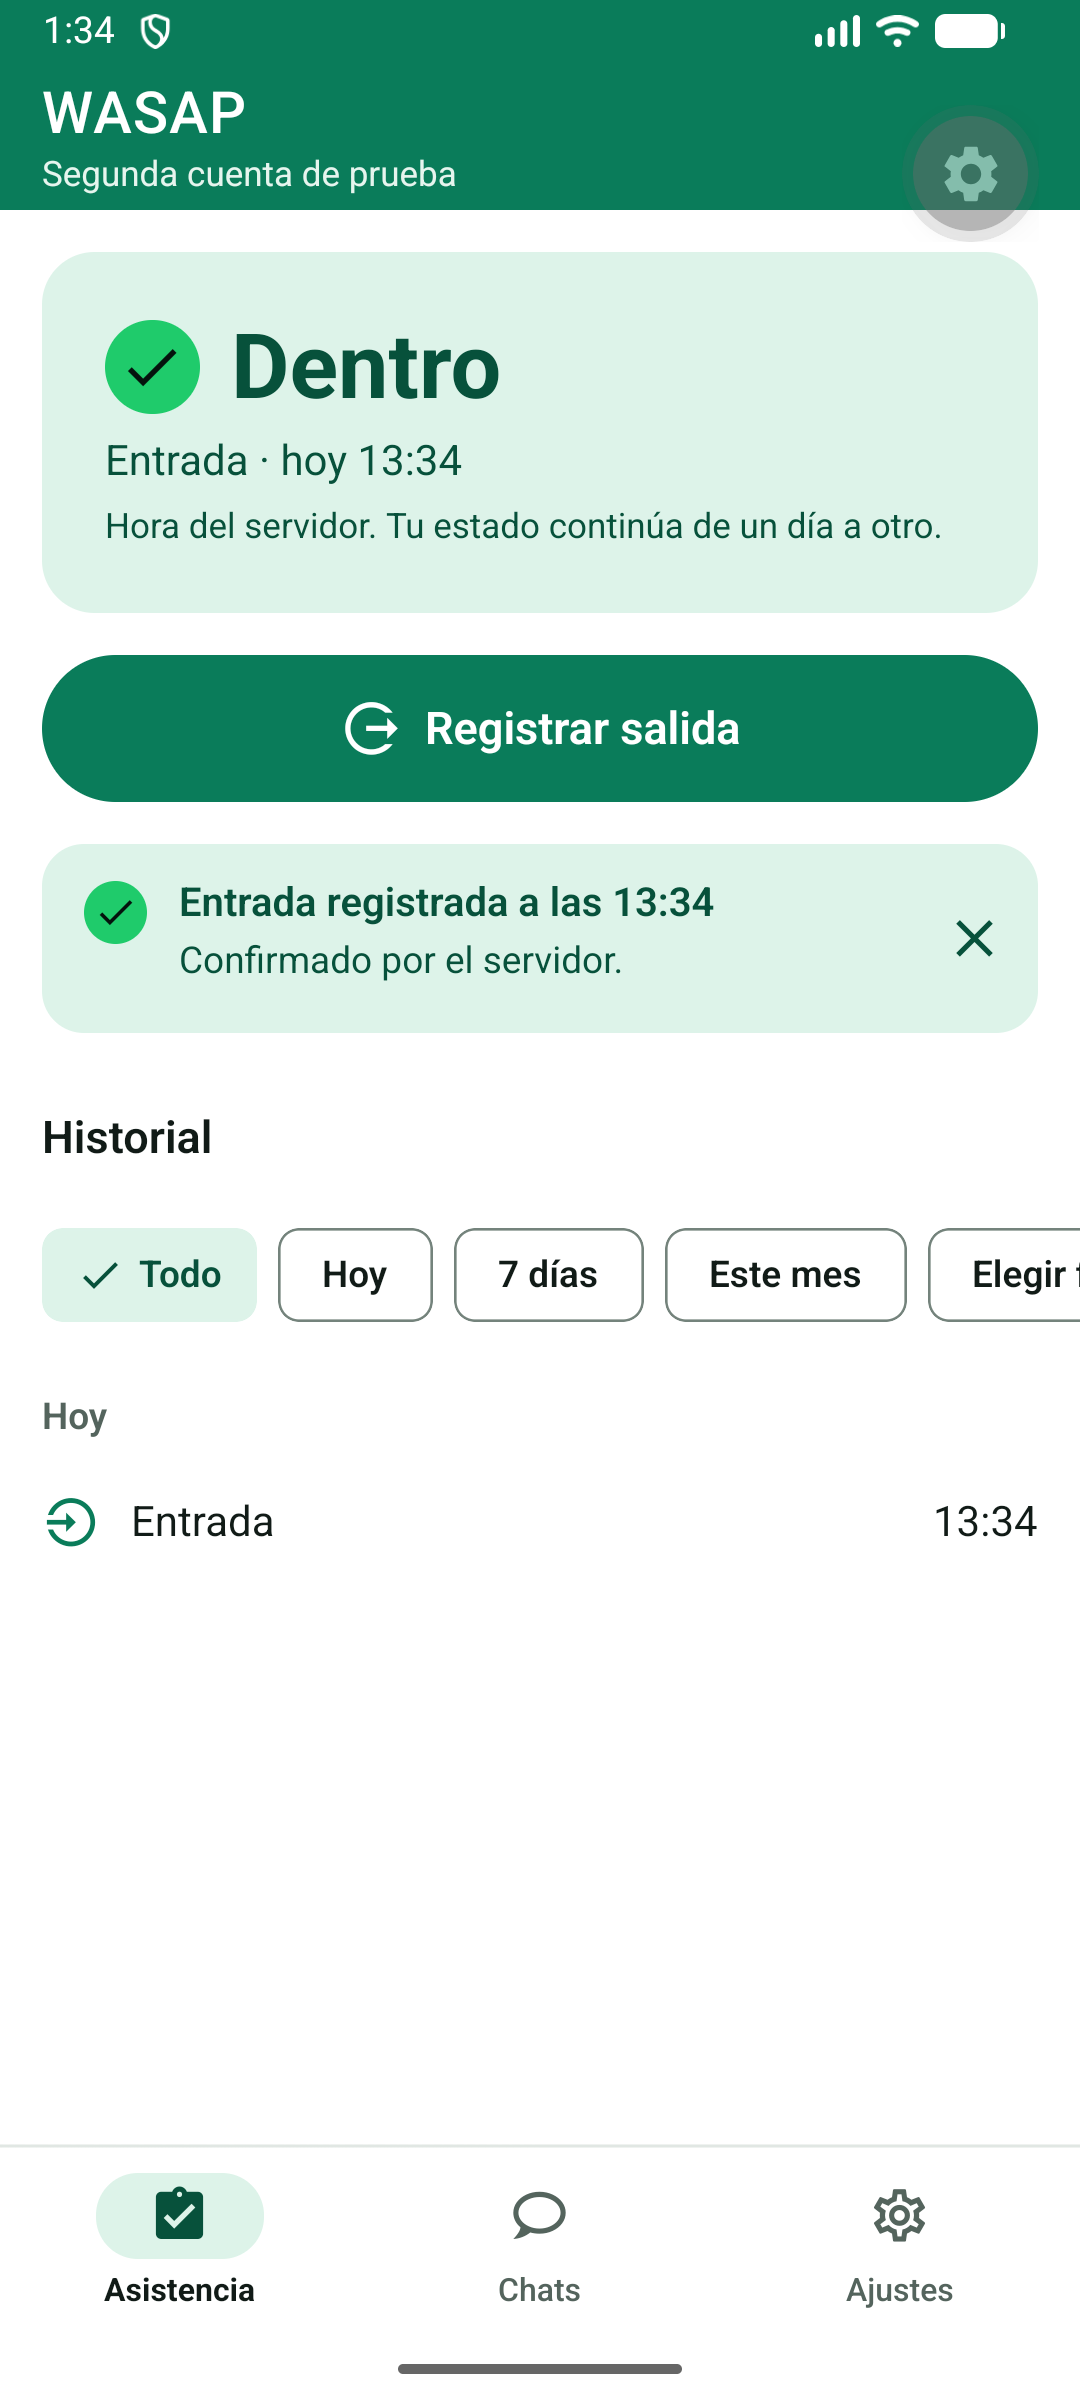 1:34
WASAP
Segunda cuenta de prueba
Dentro
Entrada · hoy 13:34
Hora del servidor. Tu estado continúa de un día a otro.
Registrar salida
Entrada registrada a las 13:34
Confirmado por el servidor.
Historial
Todo
Hoy
7 días
Este mes
Elegir
Hoy
Entrada
13:34
Asistencia
Chats
Ajustes